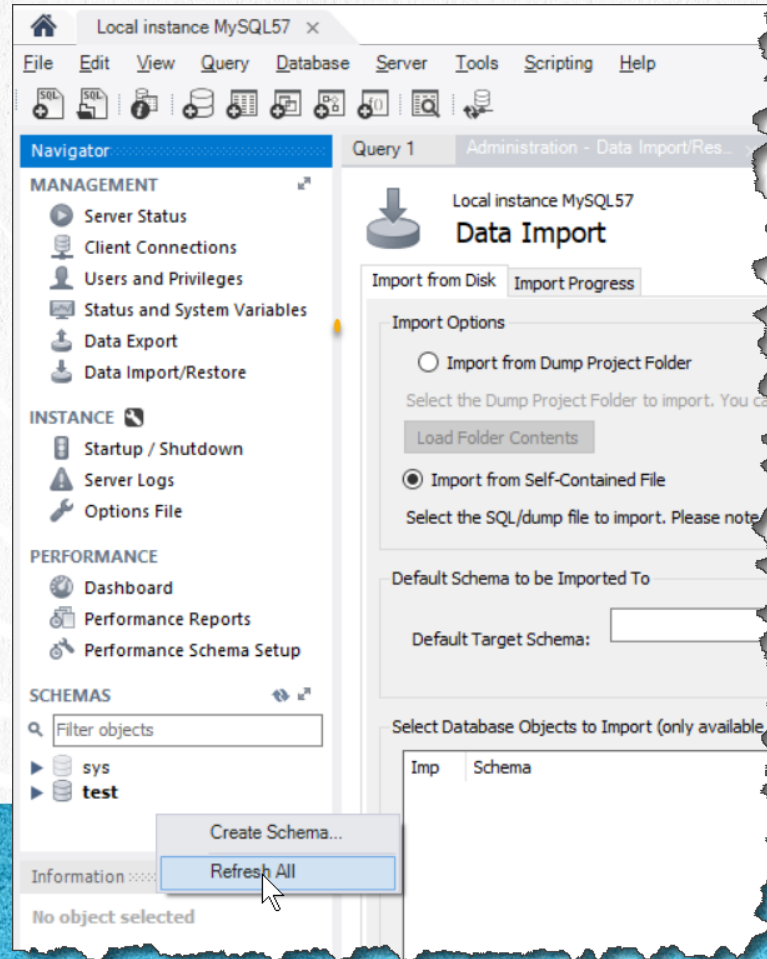 Local instance MySQL57 ×
File Edit View Query Database Server Tools Scripting Help
SQL SQL
Navigator
Query 1 Administration - Data Import/Res...
MANAGEMENT
Server Status
Client Connections
Users and Privileges
Status and System Variables
Data Export
Data Import/Restore
INSTANCE
Startup / Shutdown
Server Logs
Options File
PERFORMANCE
Dashboard
Performance Reports
Performance Schema Setup
SCHEMAS
Filter objects
sys
test
Create Schema...
Refresh All
Information
No object selected
Local instance MySQL57
Data Import
Import from Disk Import Progress
Import Options
Import from Dump Project Folder
Select the Dump Project Folder to import. You ca
Load Folder Contents
Import from Self-Contained File
Select the SQL/dump file to import. Please note
Default Schema to be Imported To
Default Target Schema:
Select Database Objects to Import (only available
Imp Schema